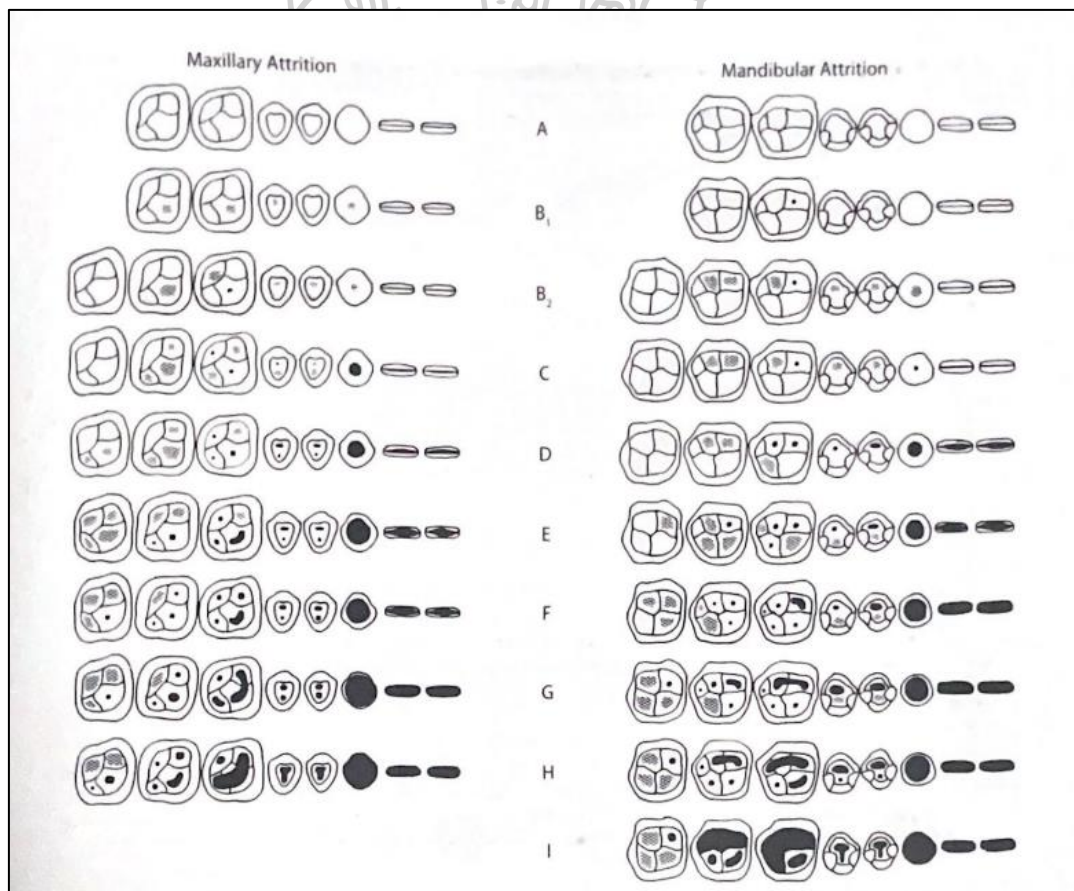 Maxillary Attrition
Mandibular Attrition
A
B₁
B₂
C
D
E
F
G
H
I